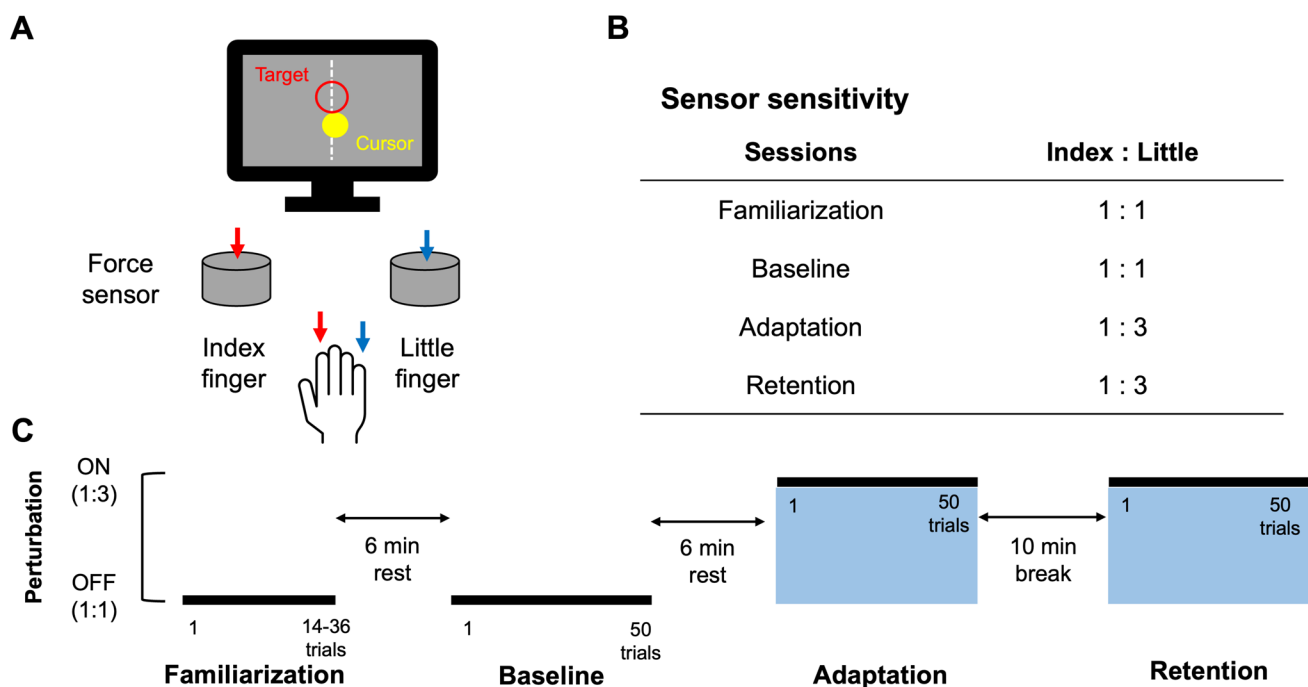 A
Target
Cursor
Force
sensor
Index
finger
Little
finger
B
Sensor sensitivity
Sessions Index : Little
Familiarization 1 : 1
Baseline 1 : 1
Adaptation 1 : 3
Retention 1 : 3
C
Perturbation
ON
(1:3)
OFF
(1:1)
1 14-36
trials
Familiarization
6 min
rest
1 50
trials
Baseline
6 min
rest
1 50
trials
Adaptation
10 min
break
1 50
trials
Retention